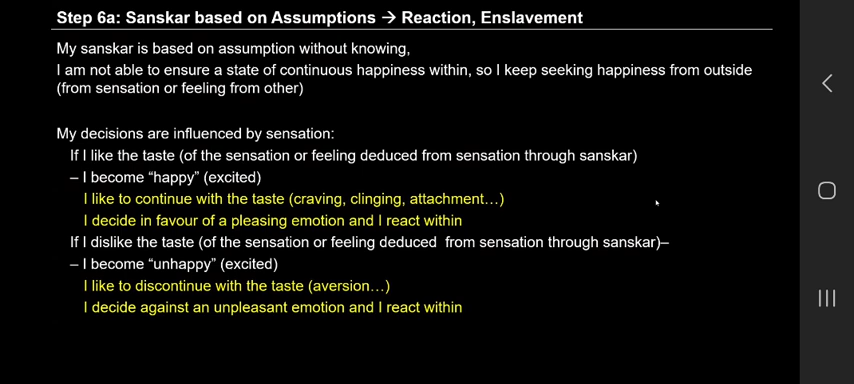 Step 6a: Sanskar based on Assumptions → Reaction, Enslavement
My sanskar is based on assumption without knowing,
I am not able to ensure a state of continuous happiness within, so I keep seeking happiness from outside
(from sensation or feeling from other)
My decisions are influenced by sensation:
If I like the taste (of the sensation or feeling deduced from sensation through sanskar)
– I become “happy” (excited)
I like to continue with the taste (craving, clinging, attachment…)
I decide in favour of a pleasing emotion and I react within
If I dislike the taste (of the sensation or feeling deduced from sensation through sanskar)–
– I become “unhappy” (excited)
I like to discontinue with the taste (aversion…)
I decide against an unpleasant emotion and I react within